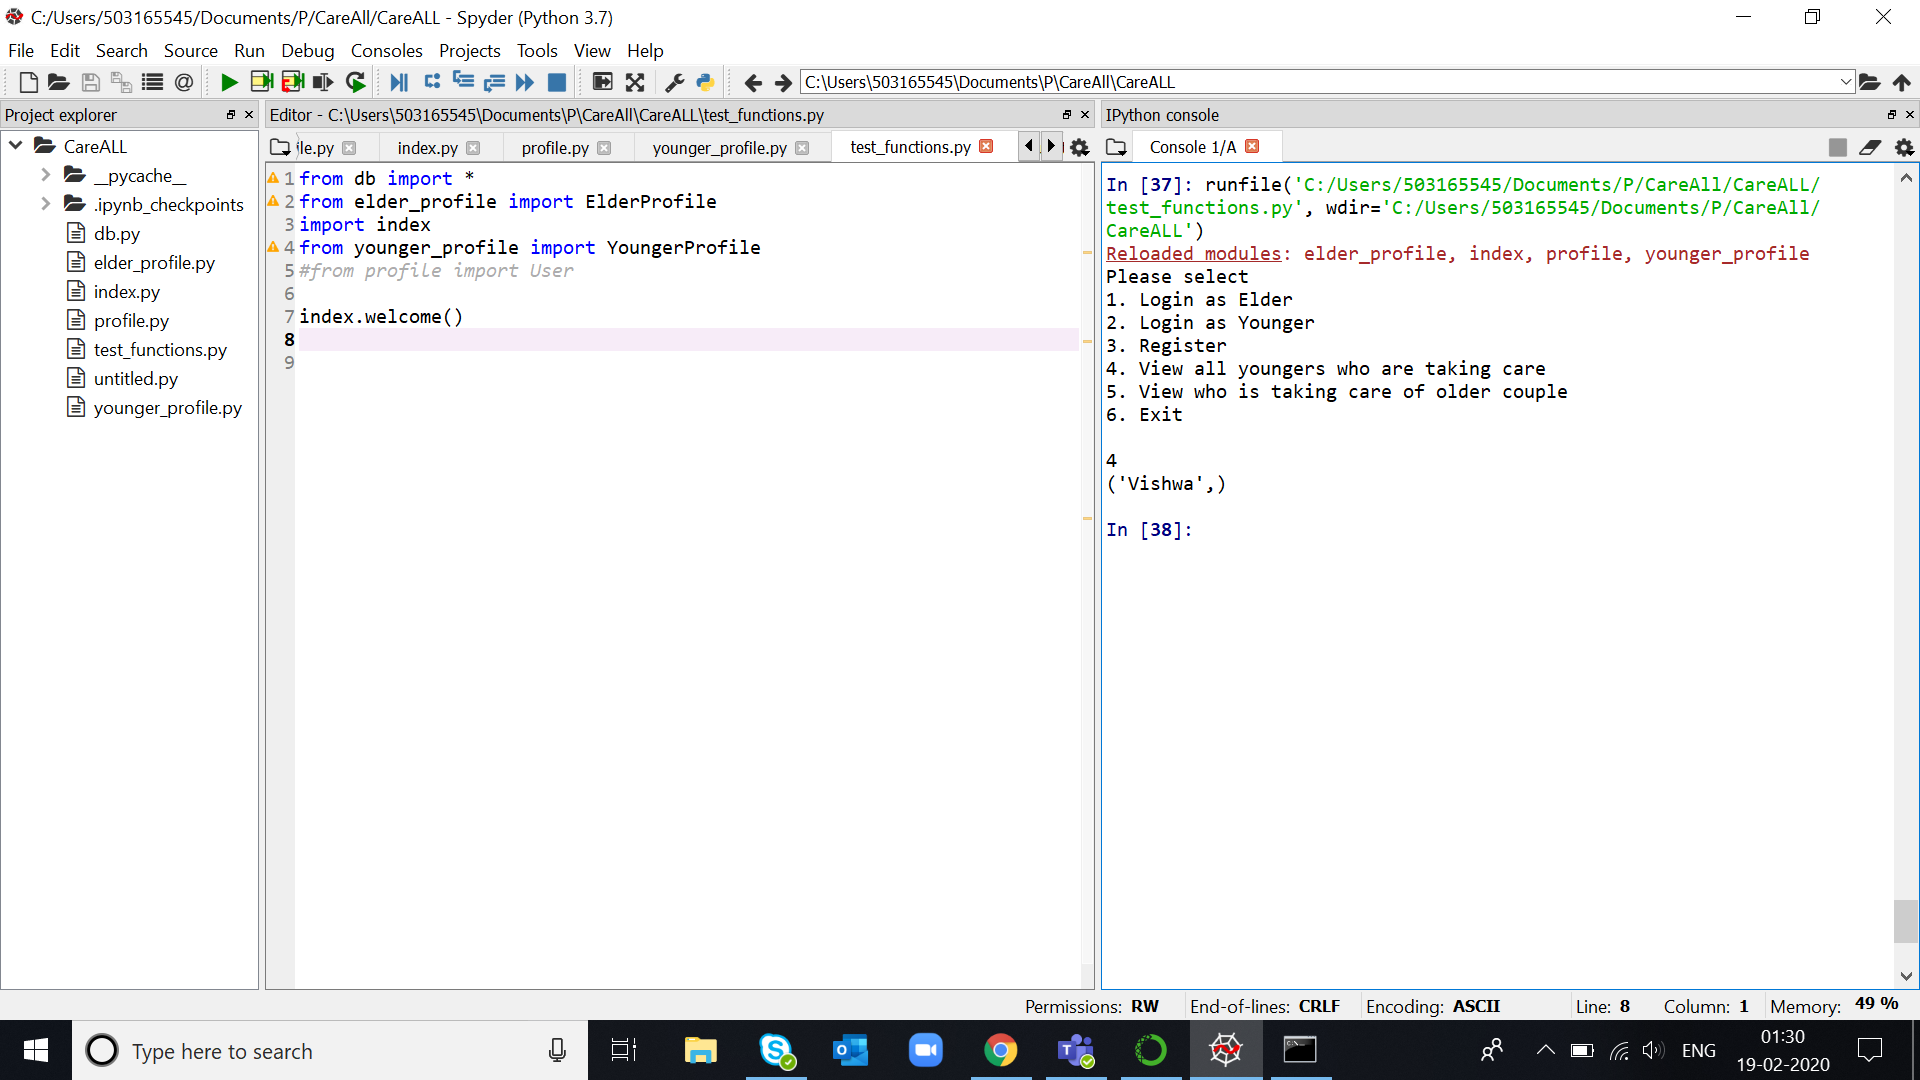 C:/Users/503165545/Documents/P/CareAll/CareALL - Spyder (Python 3.7)
File Edit Search Source Run Debug Consoles Projects Tools View Help
C:\Users\503165545\Documents\P\CareAll\CareALL
Project explorer
CareALL
__pycache__
.ipynb_checkpoints
db.py
elder_profile.py
index.py
profile.py
test_functions.py
untitled.py
younger_profile.py
Editor - C:\Users\503165545\Documents\P\CareAll\CareALL\test_functions.py
ile.py index.py profile.py younger_profile.py test_functions.py
1 from db import *
2 from elder_profile import ElderProfile
3 import index
4 from younger_profile import YoungerProfile
5 #from profile import User
6
7 index.welcome()
8
9
IPython console
Console 1/A
In [37]: runfile('C:/Users/503165545/Documents/P/CareAll/CareALL/
test_functions.py', wdir='C:/Users/503165545/Documents/P/CareAll/
CareALL')
Reloaded modules: elder_profile, index, profile, younger_profile
Please select
1. Login as Elder
2. Login as Younger
3. Register
4. View all youngers who are taking care
5. View who is taking care of older couple
6. Exit
4
('Vishwa',)
In [38]:
Permissions: RW End-of-lines: CRLF Encoding: ASCII Line: 8 Column: 1 Memory: 49 %
Type here to search
ENG
01:30
19-02-2020